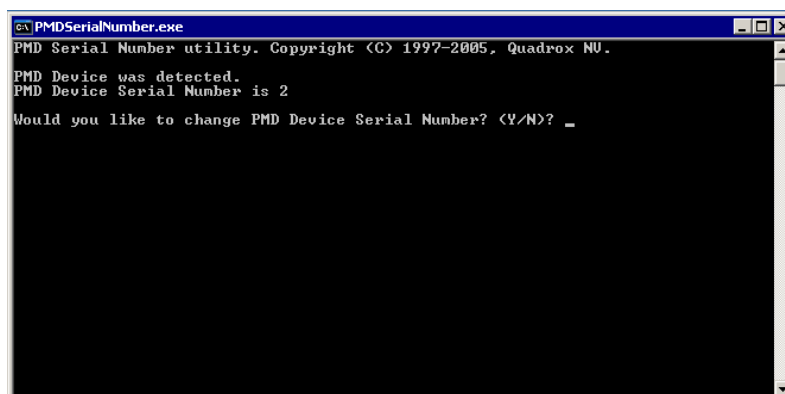 PMDSerialNumber.exe
PMD Serial Number utility. Copyright (C) 1997-2005, Quadrox NV.
PMD Device was detected.
PMD Device Serial Number is 2
Would you like to change PMD Device Serial Number? (Y/N)? _